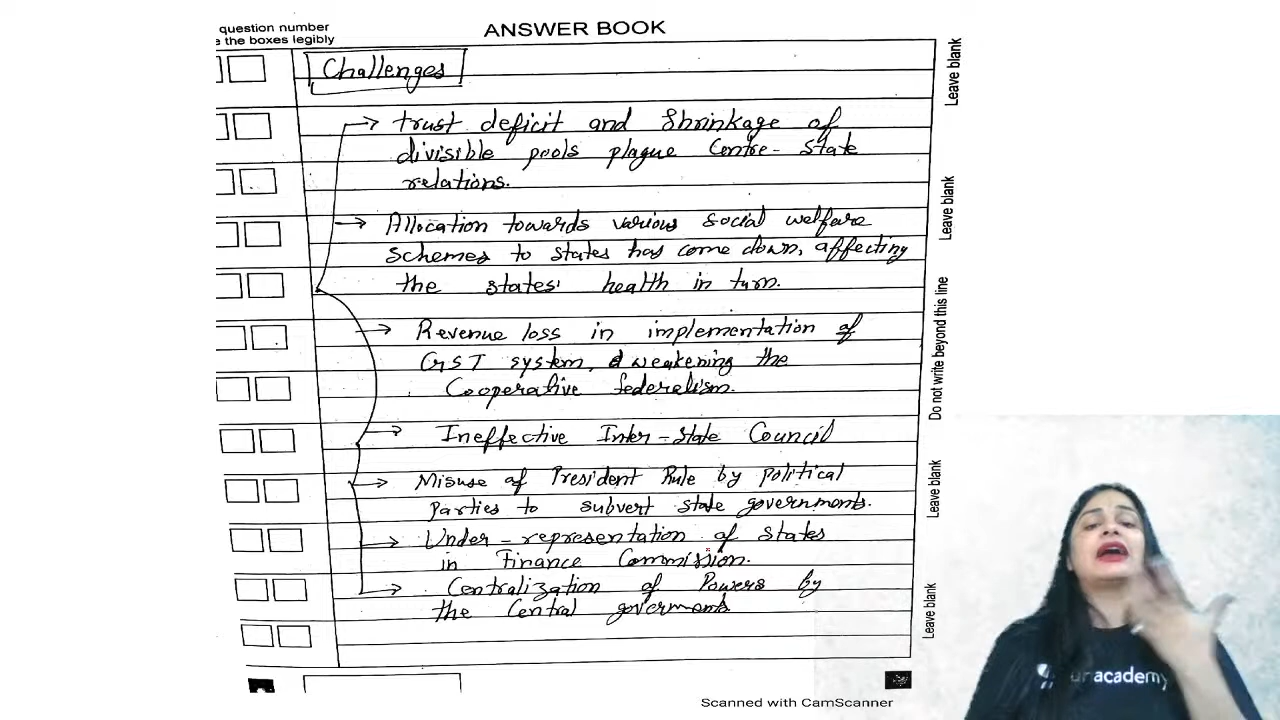 question number
e the boxes legibly
ANSWER BOOK
Challenges
→ trust deficit and Shrinkage of
divisible pools plague Centre-State
relations.
→ Allocation towards various social welfare
schemes to states has come down, affecting
the states' health in turn.
→ Revenue loss in implementation of
GST system, weakening the
Cooperative federalism.
→ Ineffective Inter-State Council
→ Misuse of President Rule by political
Parties to subvert state governments.
→ Under-representation of States
in Finance Commission.
→ Centralization of Powers by
the Central government.
Leave blank
Leave blank
Do not write beyond this line
Leave blank
Leave blank
unacademy
Scanned with CamScanner